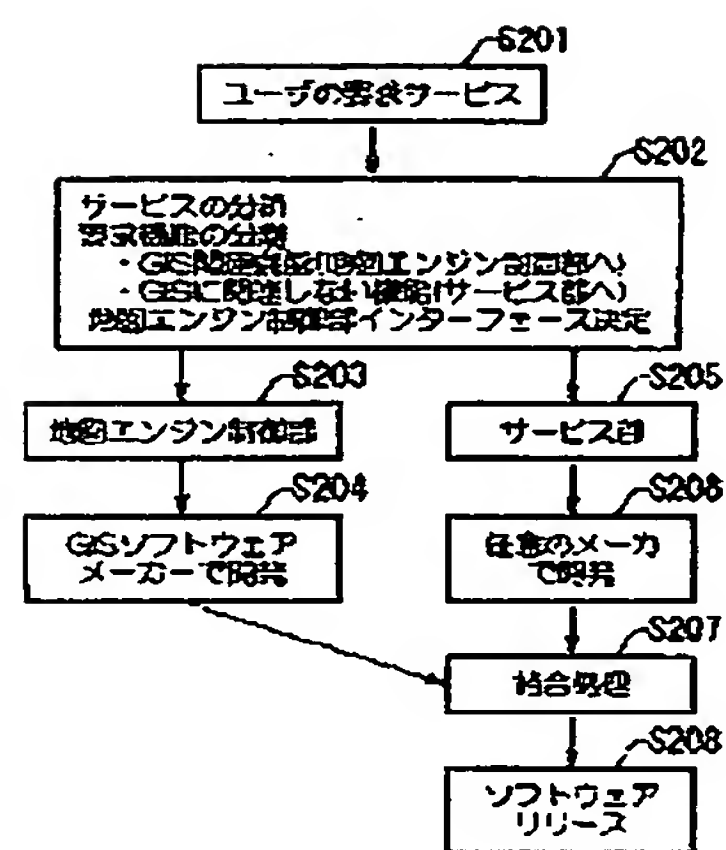 S201
ユーザの要求サービス
S202
サービスの分析
要求機能の分類
・GIS関連機能(地図エンジン制御部へ)
・GISに関連しない機能(サービス部へ)
地図エンジン制御部インターフェース決定
S203
地図エンジン制御部
S205
サービス部
S204
GISソフトウェア
メーカーで開発
S206
任意のメーカ
で開発
S207
結合処理
S208
ソフトウェア
リリース